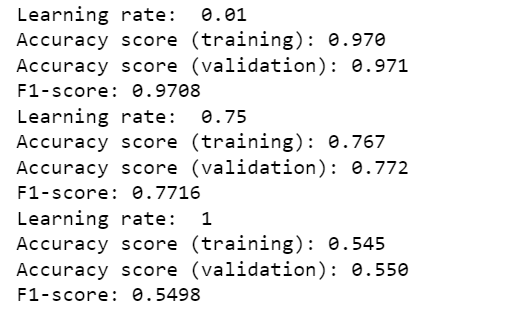 Learning rate:  0.01
Accuracy score (training): 0.970
Accuracy score (validation): 0.971
F1-score: 0.9708
Learning rate:  0.75
Accuracy score (training): 0.767
Accuracy score (validation): 0.772
F1-score: 0.7716
Learning rate:  1
Accuracy score (training): 0.545
Accuracy score (validation): 0.550
F1-score: 0.5498